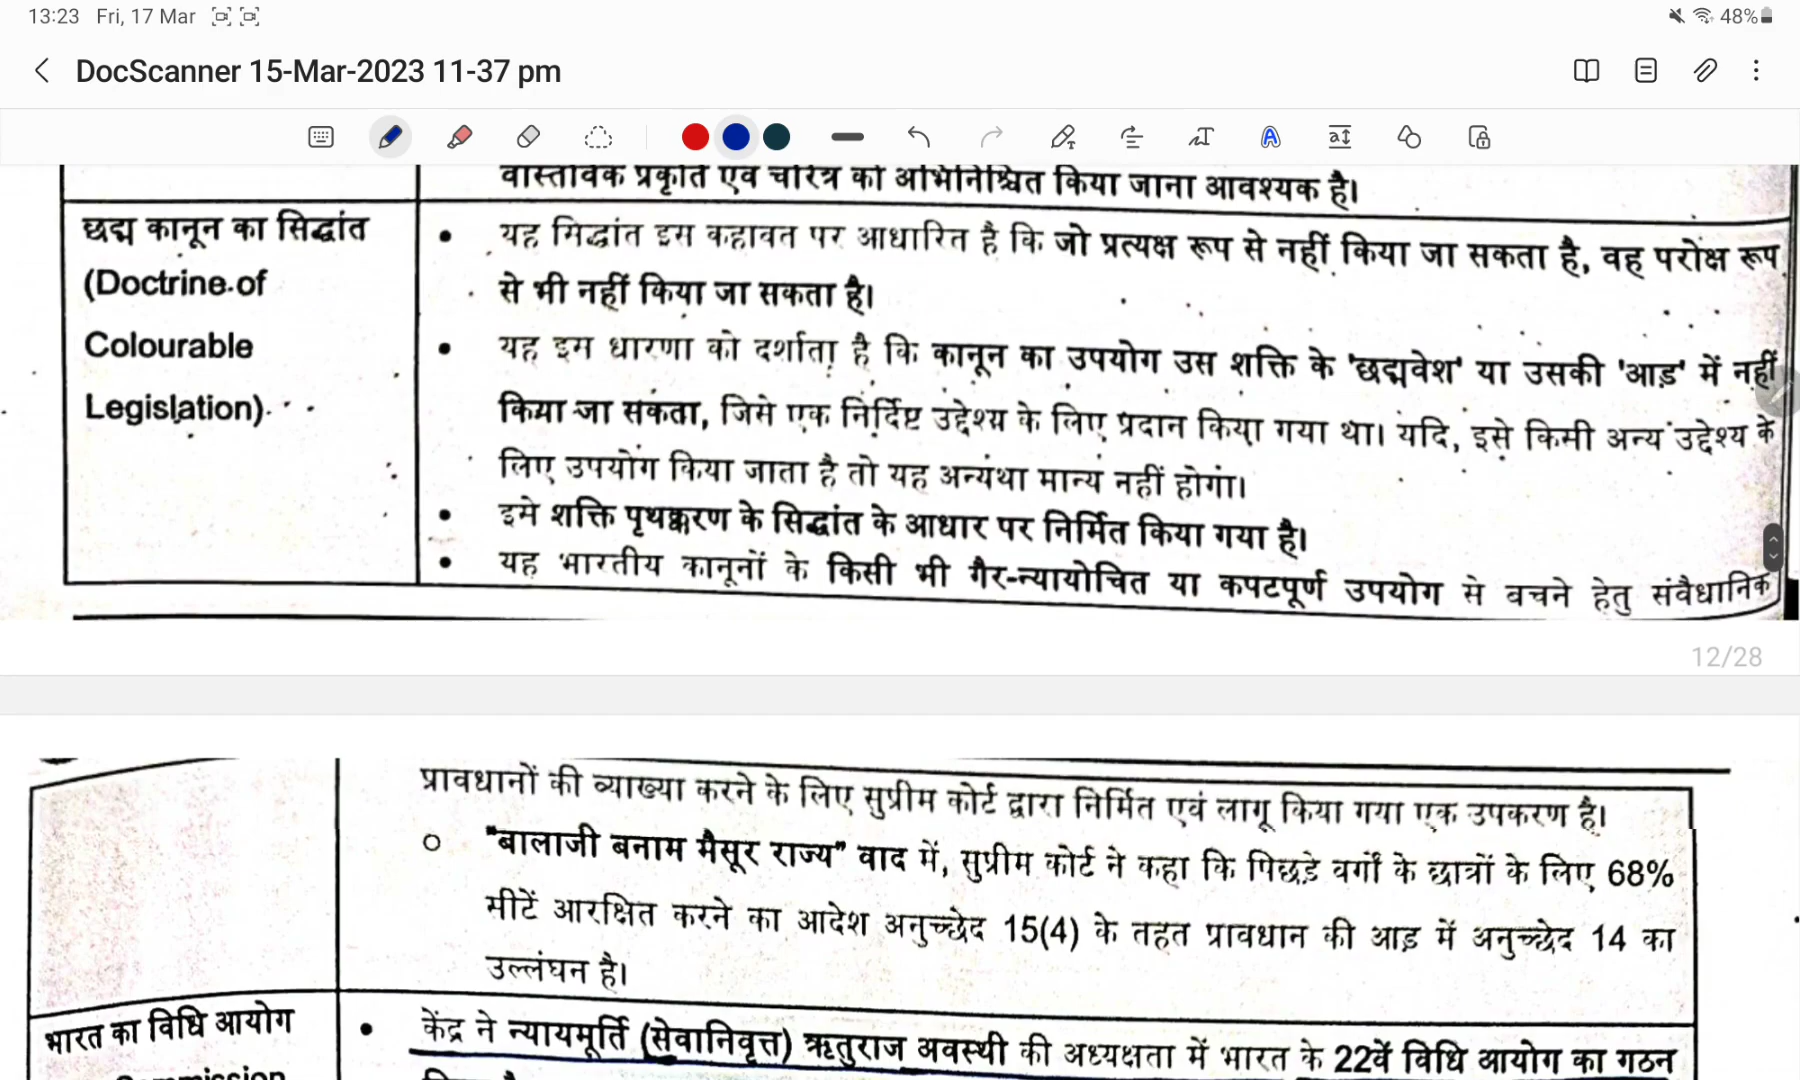 13:23 Fri, 17 Mar
48%
DocScanner 15-Mar-2023 11-37 pm
वास्तविक प्रकृति एवं चरित्र को अभिनिश्चित किया जाना आवश्यक है।
छद्म कानून का सिद्धांत
(Doctrine of
Colourable
Legislation)
• यह सिद्धांत इस कहावत पर आधारित है कि जो प्रत्यक्ष रूप से नहीं किया जा सकता है, वह परोक्ष रूप
से भी नहीं किया जा सकता है।
• यह इस धारणा को दर्शाता है कि कानून का उपयोग उस शक्ति के 'छद्मवेश' या उसकी 'आड़' में नहीं
किया जा सकता, जिसे एक निर्दिष्ट उद्देश्य के लिए प्रदान किया गया था। यदि, इसे किसी अन्य उद्देश्य के
लिए उपयोग किया जाता है तो यह अन्यथा मान्य नहीं होगा।
• इसे शक्ति पृथक्करण के सिद्धांत के आधार पर निर्मित किया गया है।
• यह भारतीय कानूनों के किसी भी गैर-न्यायोचित या कपटपूर्ण उपयोग से बचने हेतु संवैधानिक
12/28
प्रावधानों की व्याख्या करने के लिए सुप्रीम कोर्ट द्वारा निर्मित एवं लागू किया गया एक उपकरण है।
o "बालाजी बनाम मैसूर राज्य" वाद में, सुप्रीम कोर्ट ने कहा कि पिछड़े वर्गों के छात्रों के लिए 68%
सीटें आरक्षित करने का आदेश अनुच्छेद 15(4) के तहत प्रावधान की आड़ में अनुच्छेद 14 का
उल्लंघन है।
भारत का विधि आयोग
• केंद्र ने न्यायमूर्ति (सेवानिवृत्त) ऋतुराज अवस्थी की अध्यक्षता में भारत के 22वें विधि आयोग का गठन